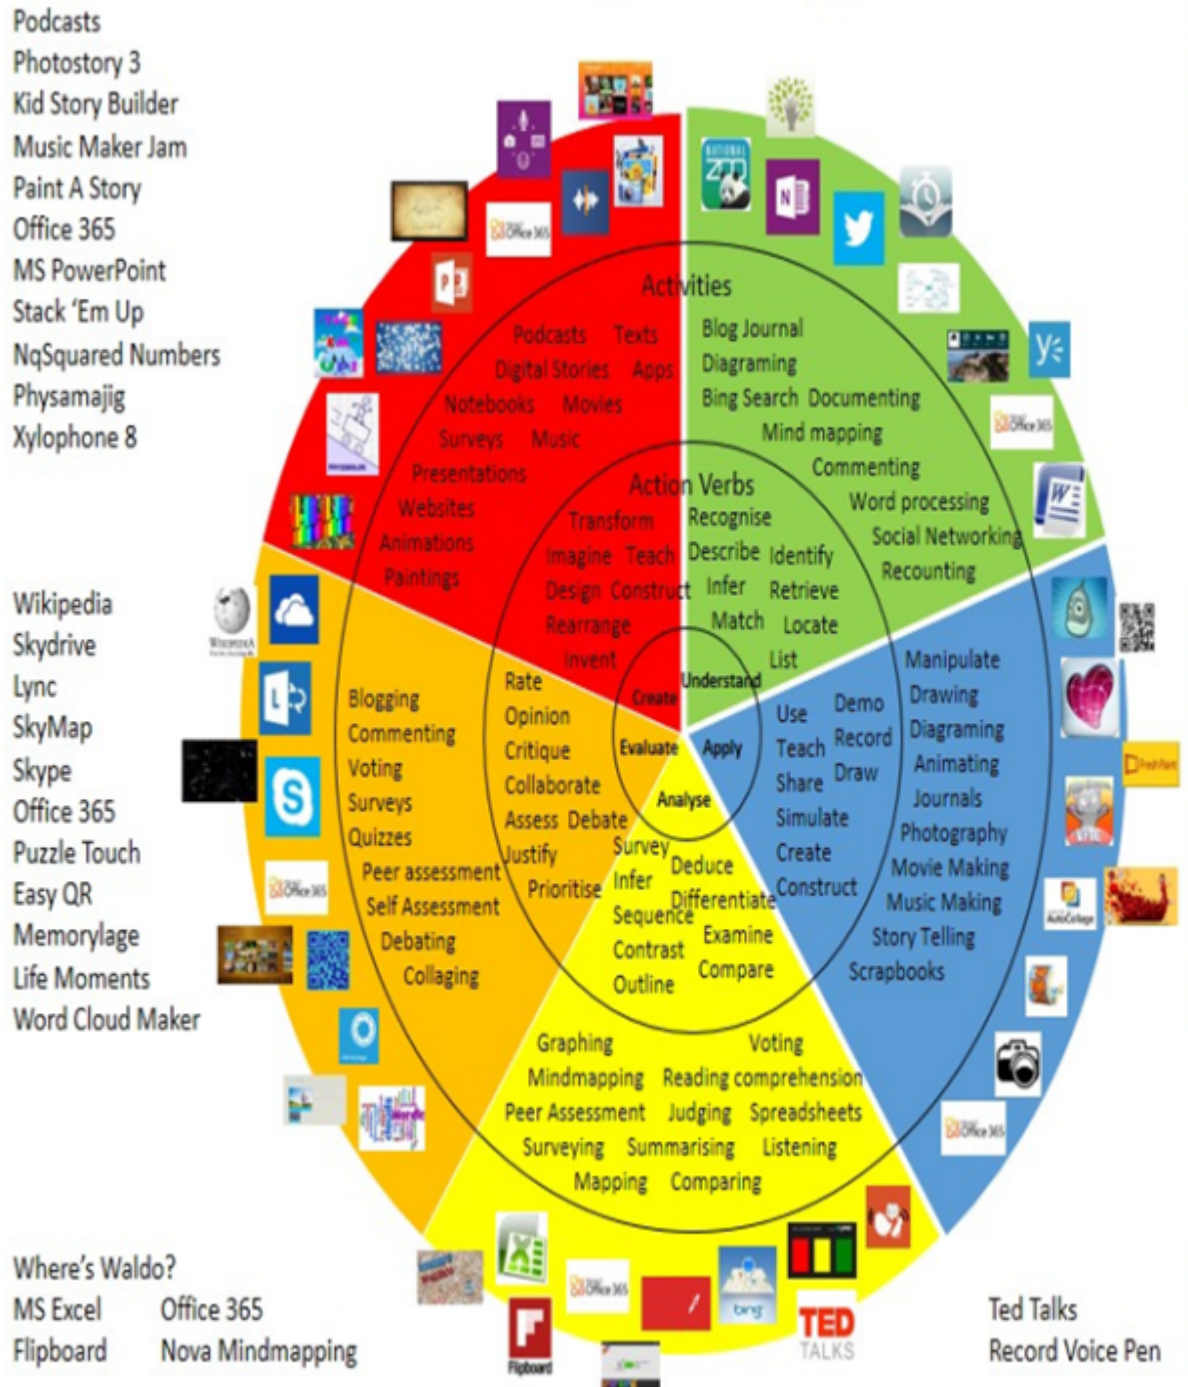 Podcasts
Photostory 3
Kid Story Builder
Music Maker Jam
Paint A Story
Office 365
MS PowerPoint
Stack ‘Em Up
NqSquared Numbers
Physamajig
Xylophone 8
Wikipedia
Skydrive
Lync
SkyMap
Skype
Office 365
Puzzle Touch
Easy QR
Memorylage
Life Moments
Word Cloud Maker
Where's Waldo?
MS Excel Office 365
Flipboard Nova Mindmapping
Ted Talks
Record Voice Pen
Activities
Podcasts Texts
Digital Stories Apps
Notebooks Movies
Surveys Music
Presentations
Websites
Animations
Paintings
Blog Journal
Diagraming
Bing Search Documenting
Mind mapping
Commenting
Word processing
Social Networking
Recounting
Action Verbs
Transform
Imagine Teach
Design Construct
Rearrange
Invent
Recognise
Describe Identify
Infer Retrieve
Match Locate
List
Create
Understand
Evaluate
Apply
Analyse
Rate
Opinion
Critique
Collaborate
Assess Debate
Justify
Prioritise
Blogging
Commenting
Voting
Surveys
Quizzes
Peer assessment
Self Assessment
Debating
Collaging
Use Demo
Teach Record
Share Draw
Simulate
Create
Construct
Manipulate
Drawing
Diagraming
Animating
Journals
Photography
Movie Making
Music Making
Story Telling
Scrapbooks
Survey Deduce
Infer Differentiate
Sequence Examine
Contrast Compare
Outline
Graphing Voting
Mindmapping Reading comprehension
Peer Assessment Judging Spreadsheets
Surveying Summarising Listening
Mapping Comparing
NATIONAL
ZOO
N
Office 365
P
Office 365
W
WIKIPEDIA
L
S
Office 365
Wordle
FreshPaint
AutoCollage
Office 365
X
Office 365
bing
Flipboard
TED
TALKS